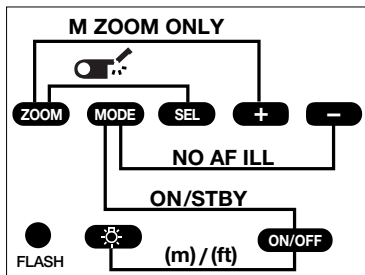 M ZOOM ONLY
ZOOM MODE SEL + −
NO AF ILL
ON/STBY
ON/OFF
FLASH (m) / (ft)